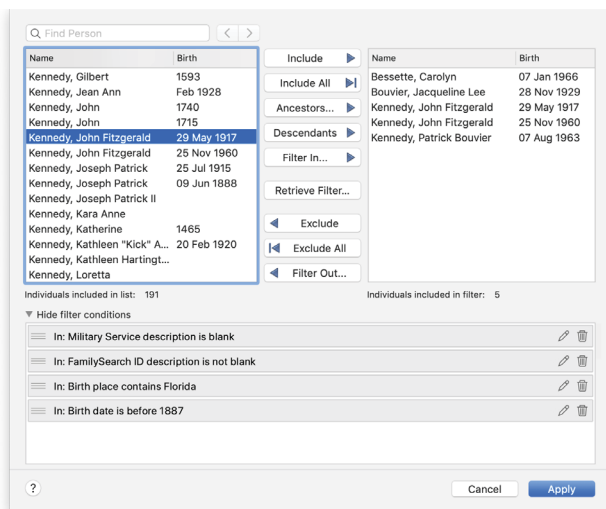 Find Person
Name Birth
Kennedy, Gilbert 1593
Kennedy, Jean Ann Feb 1928
Kennedy, John 1740
Kennedy, John 1715
Kennedy, John Fitzgerald 29 May 1917
Kennedy, John Fitzgerald 25 Nov 1960
Kennedy, Joseph Patrick 25 Jul 1915
Kennedy, Joseph Patrick 09 Jun 1888
Kennedy, Joseph Patrick II
Kennedy, Kara Anne
Kennedy, Katherine 1465
Kennedy, Kathleen "Kick" A... 20 Feb 1920
Kennedy, Kathleen Hartingt...
Kennedy, Loretta
Individuals included in list: 191
Include
Include All
Ancestors...
Descendants
Filter In...
Retrieve Filter...
Exclude
Exclude All
Filter Out...
Name Birth
Bessette, Carolyn 07 Jan 1966
Bouvier, Jacqueline Lee 28 Nov 1929
Kennedy, John Fitzgerald 29 May 1917
Kennedy, John Fitzgerald 25 Nov 1960
Kennedy, Patrick Bouvier 07 Aug 1963
Individuals included in filter: 5
Hide filter conditions
In: Military Service description is blank
In: FamilySearch ID description is not blank
In: Birth place contains Florida
In: Birth date is before 1887
?
Cancel
Apply